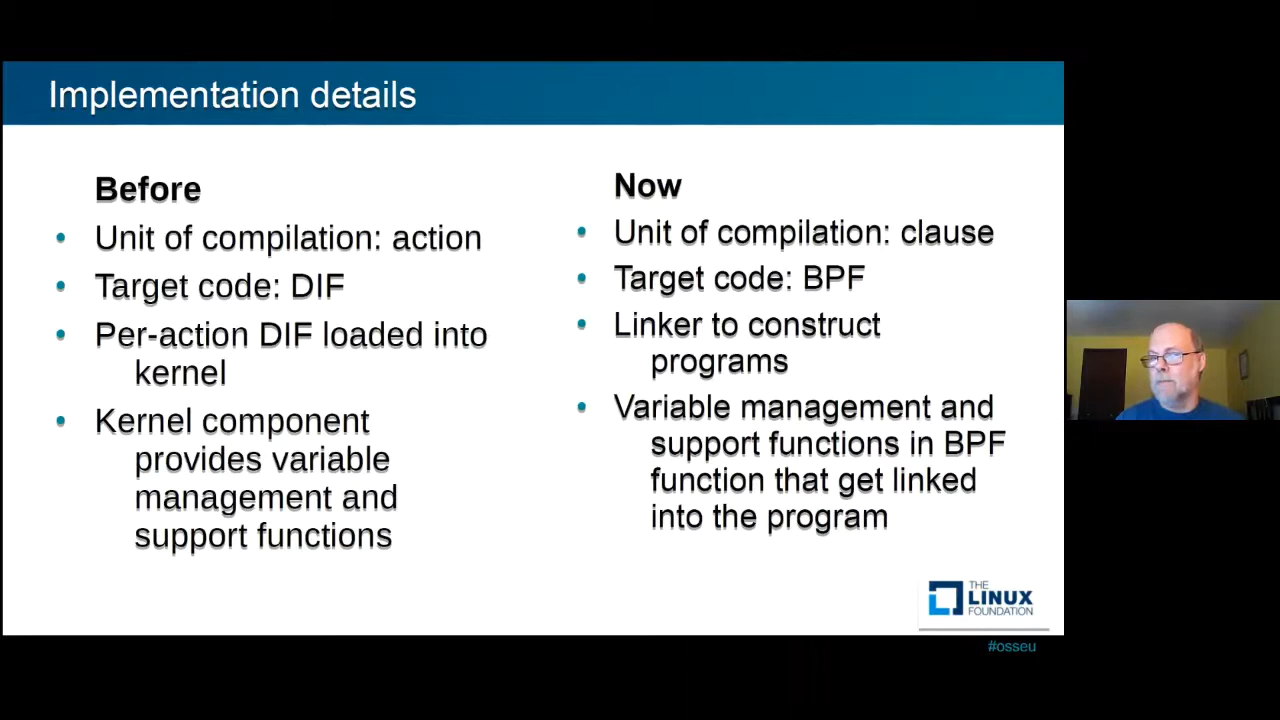 Implementation details
Before
• Unit of compilation: action
• Target code: DIF
• Per-action DIF loaded into
kernel
• Kernel component
provides variable
management and
support functions
Now
• Unit of compilation: clause
• Target code: BPF
• Linker to construct
programs
• Variable management and
support functions in BPF
function that get linked
into the program
THE
LINUX
FOUNDATION
#osseu